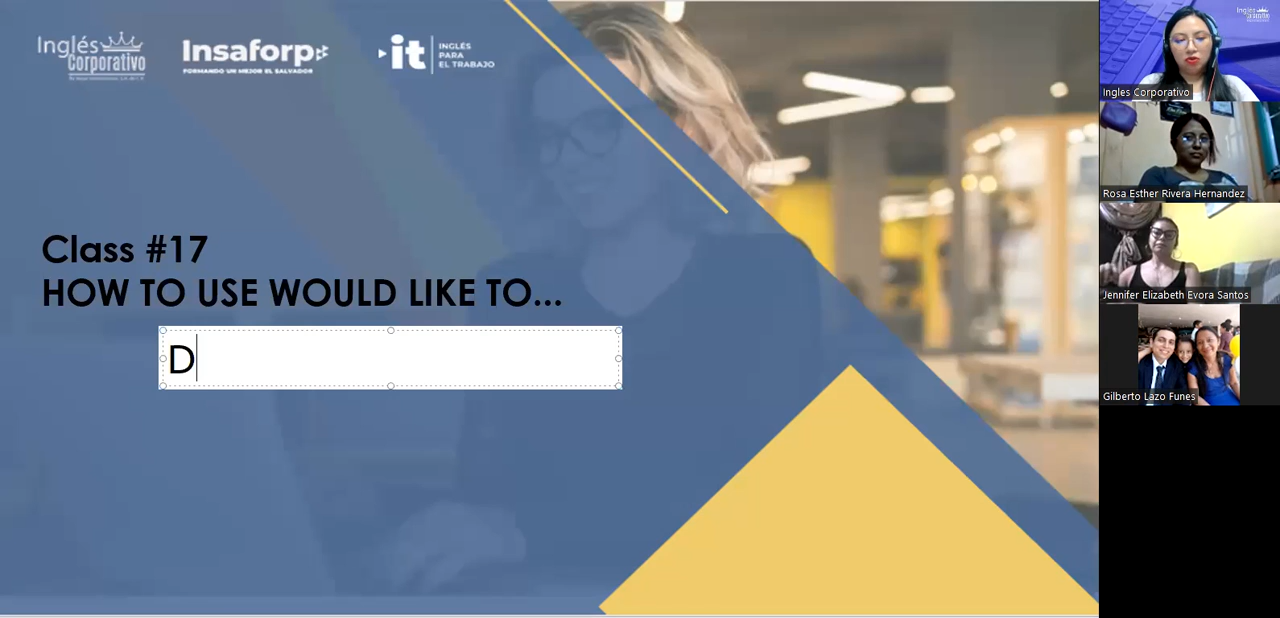 Inglés
Corporativo
Insaforp
FORMANDO UN MEJOR EL SALVADOR
it
INGLÉS
PARA
EL TRABAJO
Class #17
HOW TO USE WOULD LIKE TO...
D
Ingles Corporativo
Rosa Esther Rivera Hernandez
Jennifer Elizabeth Evora Santos
Gilberto Lazo Funes